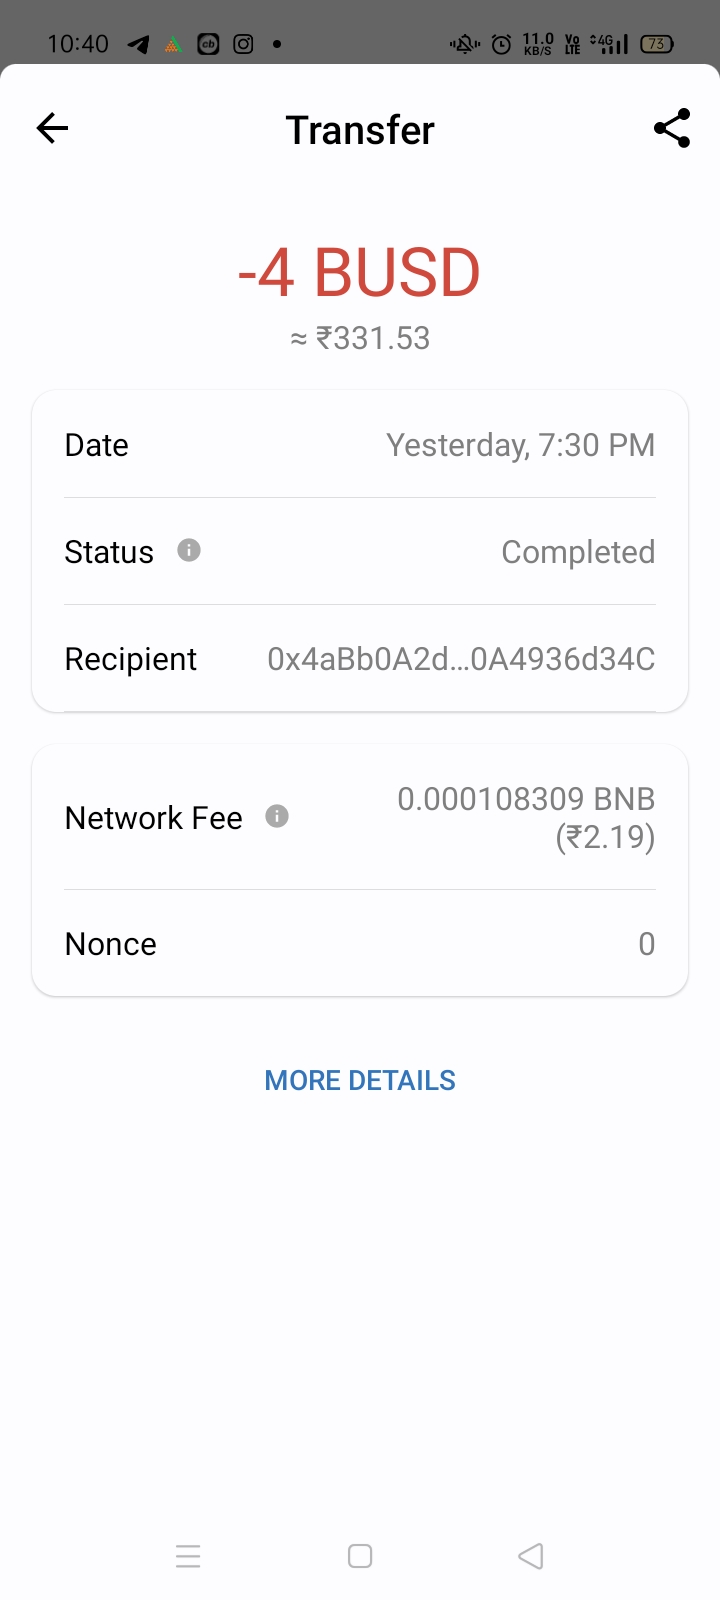 10:40 cb 11.0 KB/S Vo LTE 4G 73
Transfer
-4 BUSD
≈ ₹331.53
Date Yesterday, 7:30 PM
Status Completed
Recipient 0x4aBb0A2d...0A4936d34C
Network Fee 0.000108309 BNB
(₹2.19)
Nonce 0
MORE DETAILS